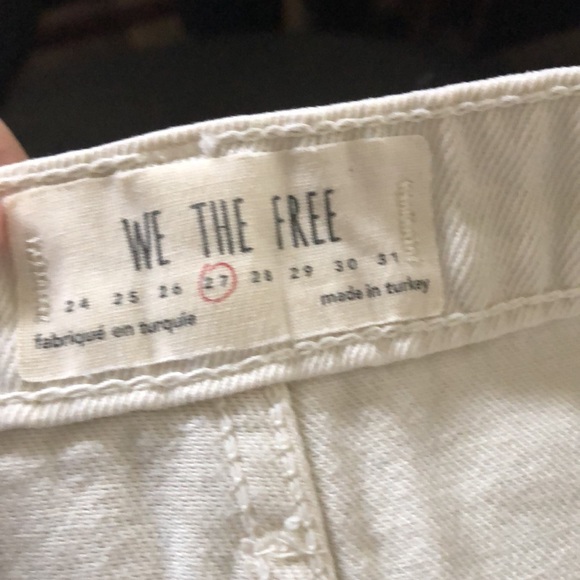 WE THE FREE
24 25 26 27 28 29 30 31
fabriqué en turquie made in turkey